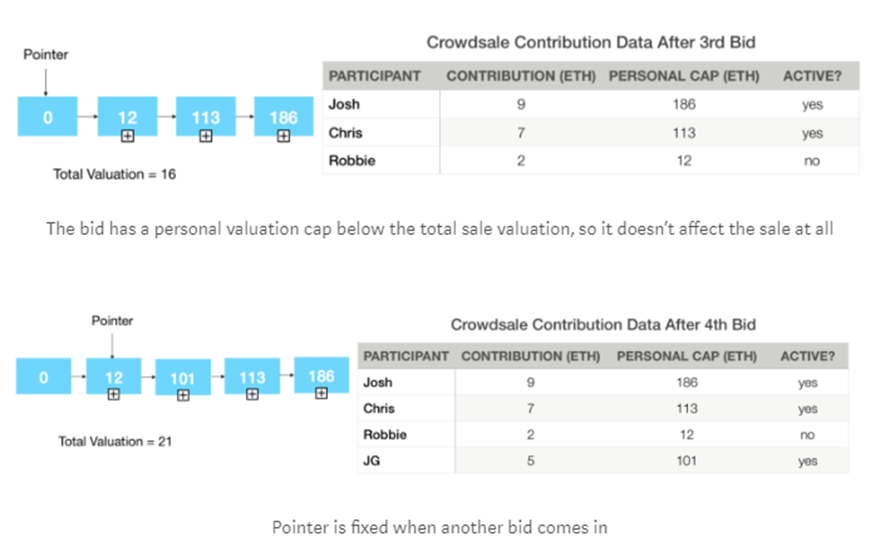 Crowdsale Contribution Data After 3rd Bid
Pointer
PARTICIPANT CONTRIBUTION (ETH) PERSONAL CAP (ETH) ACTIVE?
0 12 113 186
Josh 9 186 yes
Chris 7 113 yes
Robbie 2 12 no
Total Valuation = 16
The bid has a personal valuation cap below the total sale valuation, so it doesn't affect the sale at all
Pointer
Crowdsale Contribution Data After 4th Bid
PARTICIPANT CONTRIBUTION (ETH) PERSONAL CAP (ETH) ACTIVE?
0 12 101 113 186
Josh 9 186 yes
Chris 7 113 yes
Robbie 2 12 no
JG 5 101 yes
Total Valuation = 21
Pointer is fixed when another bid comes in